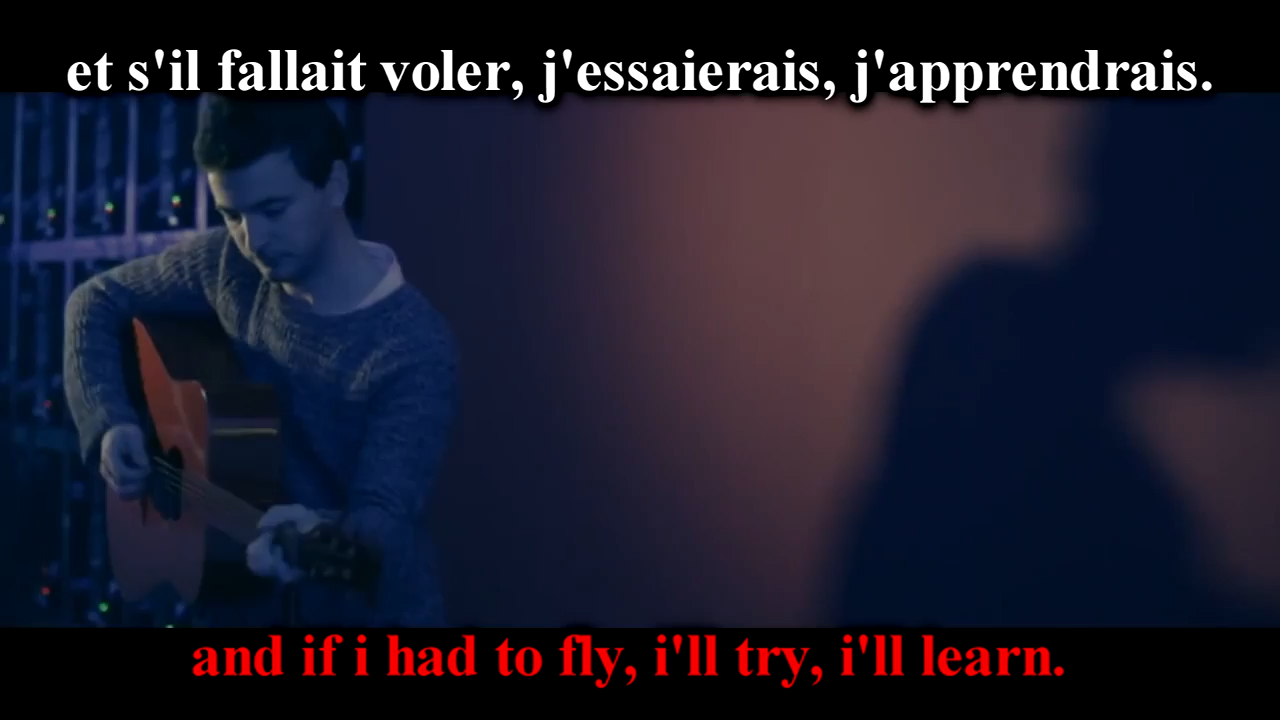 et s'il fallait voler, j'essaierais, j'apprendrais.
and if i had to fly, i'll try, i'll learn.